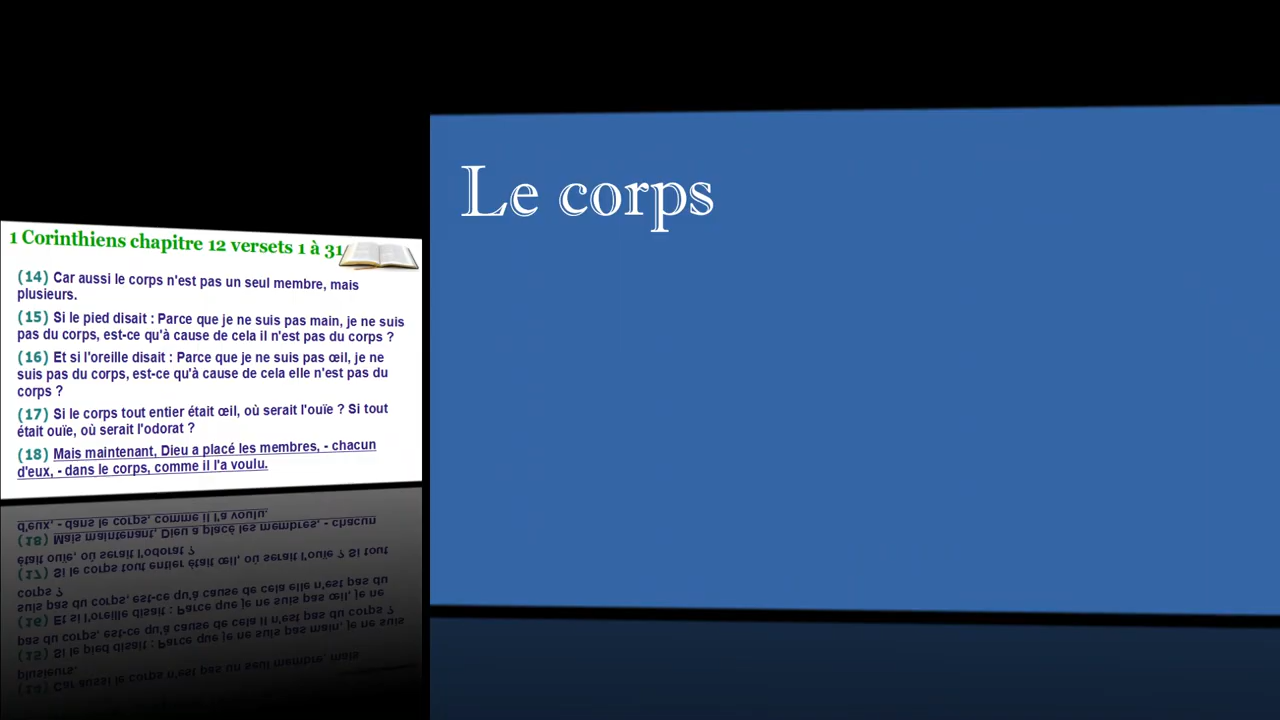 1 Corinthiens chapitre 12 versets 1 à 31
(14) Car aussi le corps n'est pas un seul membre, mais
plusieurs.
(15) Si le pied disait : Parce que je ne suis pas main, je ne suis
pas du corps, est-ce qu'à cause de cela il n'est pas du corps ?
(16) Et si l'oreille disait : Parce que je ne suis pas œil, je ne
suis pas du corps, est-ce qu'à cause de cela elle n'est pas du
corps ?
(17) Si le corps tout entier était œil, où serait l'ouïe ? Si tout
était ouïe, où serait l'odorat ?
(18) Mais maintenant, Dieu a placé les membres, - chacun
d'eux, - dans le corps, comme il l'a voulu.
Le corps